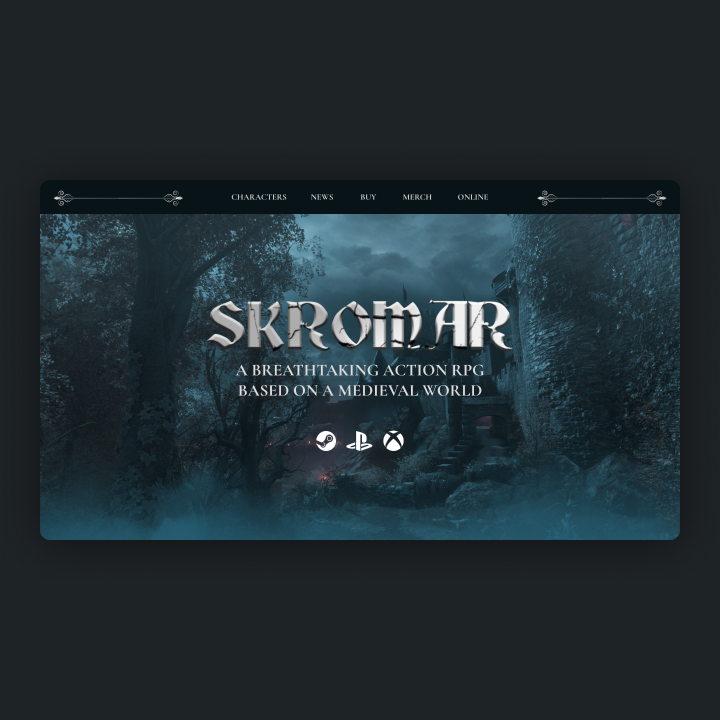 CHARACTERS NEWS BUY MERCH ONLINE
SKROMAR
A BREATHTAKING ACTION RPG
BASED ON A MEDIEVAL WORLD